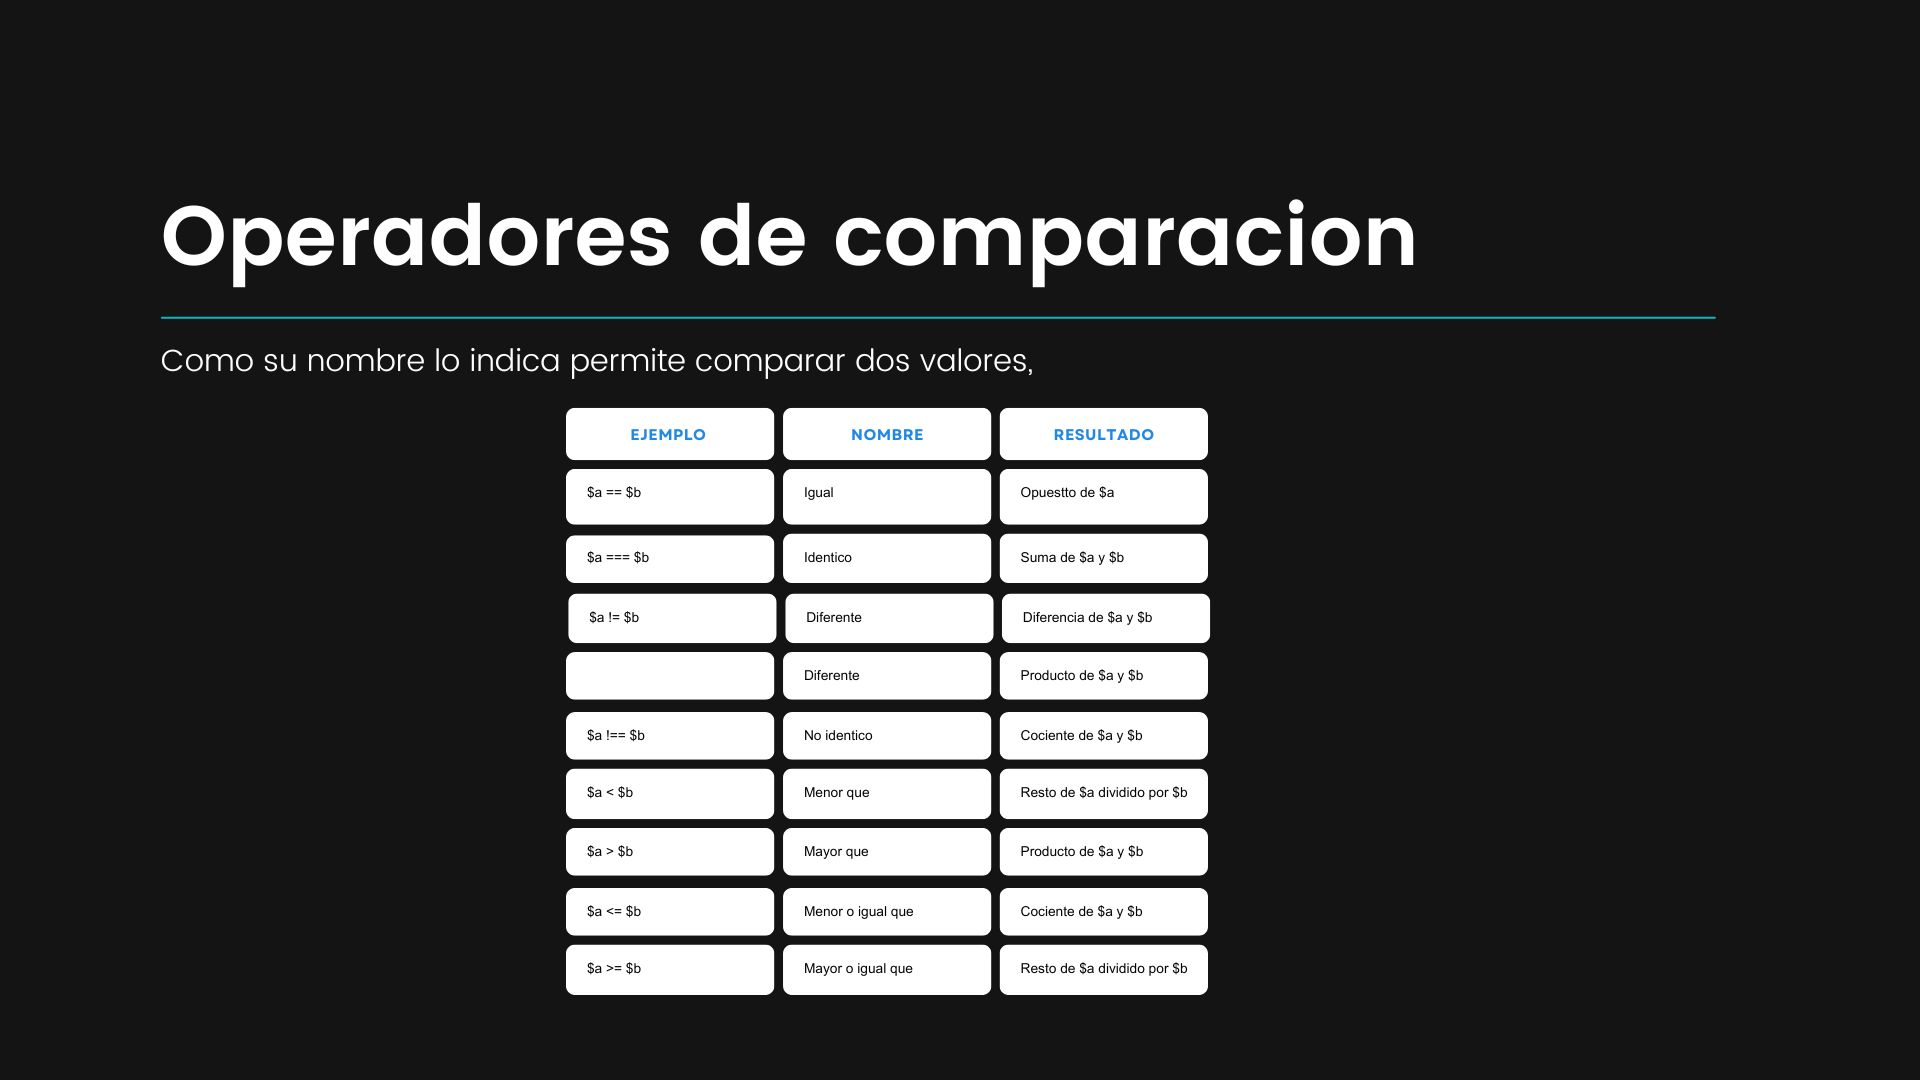 Operadores de comparacion
Como su nombre lo indica permite comparar dos valores,
EJEMPLO NOMBRE RESULTADO
$a == $b Igual Opuestto de $a
$a === $b Identico Suma de $a y $b
$a != $b Diferente Diferencia de $a y $b
Diferente Producto de $a y $b
$a !== $b No identico Cociente de $a y $b
$a < $b Menor que Resto de $a dividido por $b
$a > $b Mayor que Producto de $a y $b
$a <= $b Menor o igual que Cociente de $a y $b
$a >= $b Mayor o igual que Resto de $a dividido por $b